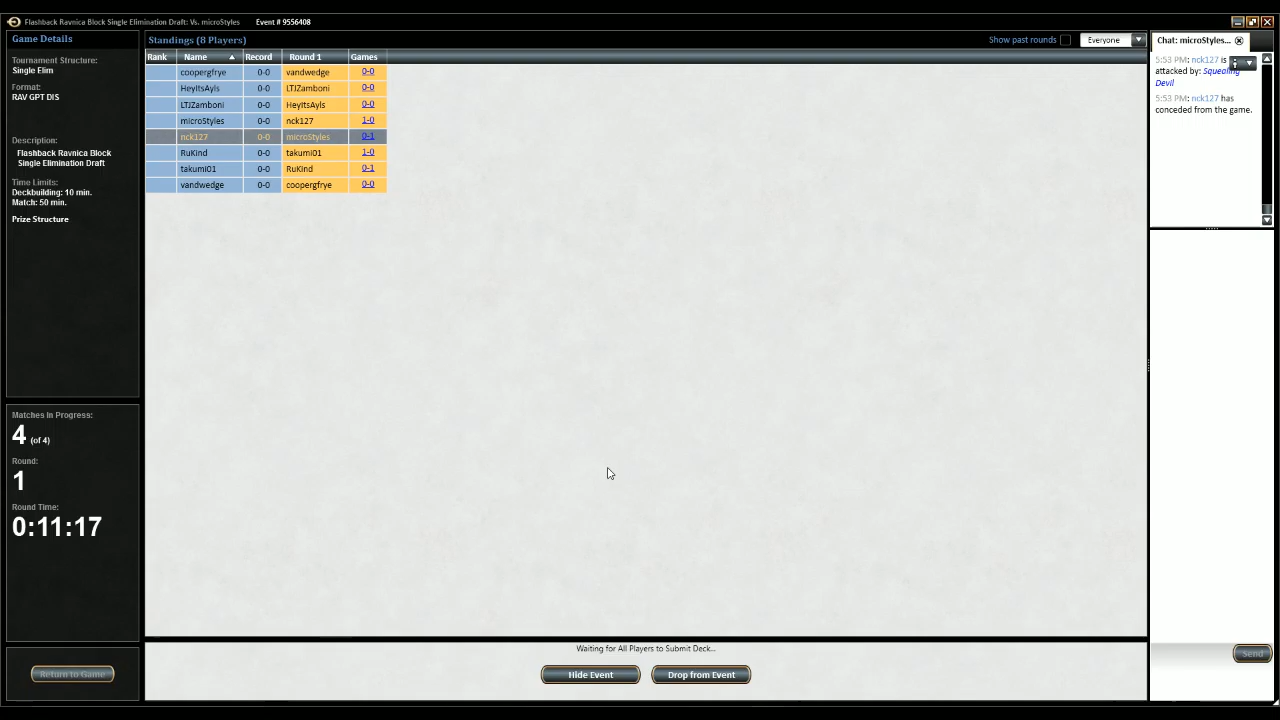 Flashback Ravnica Block Single Elimination Draft: Vs. microStyles Event # 9556408
Game Details
Tournament Structure:
Single Elim
Format:
RAV GPT DIS
Description:
Flashback Ravnica Block
Single Elimination Draft
Time Limits:
Deckbuilding: 10 min.
Match: 50 min.
Prize Structure
Matches In Progress:
4 (of 4)
Round:
1
Round Time:
0:11:17
Return to Game
Standings (8 Players)
Show past rounds
Everyone
Rank Name Record Round 1 Games
coopergfrye 0-0 vandwedge 0-0
HeyItsAyls 0-0 LTJZamboni 0-0
LTJZamboni 0-0 HeyItsAyls 0-0
microStyles 0-0 nck127 1-0
nck127 0-0 microStyles 0-1
RuKind 0-0 takumi01 1-0
takumi01 0-0 RuKind 0-1
vandwedge 0-0 coopergfrye 0-0
Waiting for All Players to Submit Deck...
Hide Event Drop from Event
Chat: microStyles...
5:53 PM: nck127 is
attacked by: Squealing
Devil
5:53 PM: nck127 has
conceded from the game.
Send